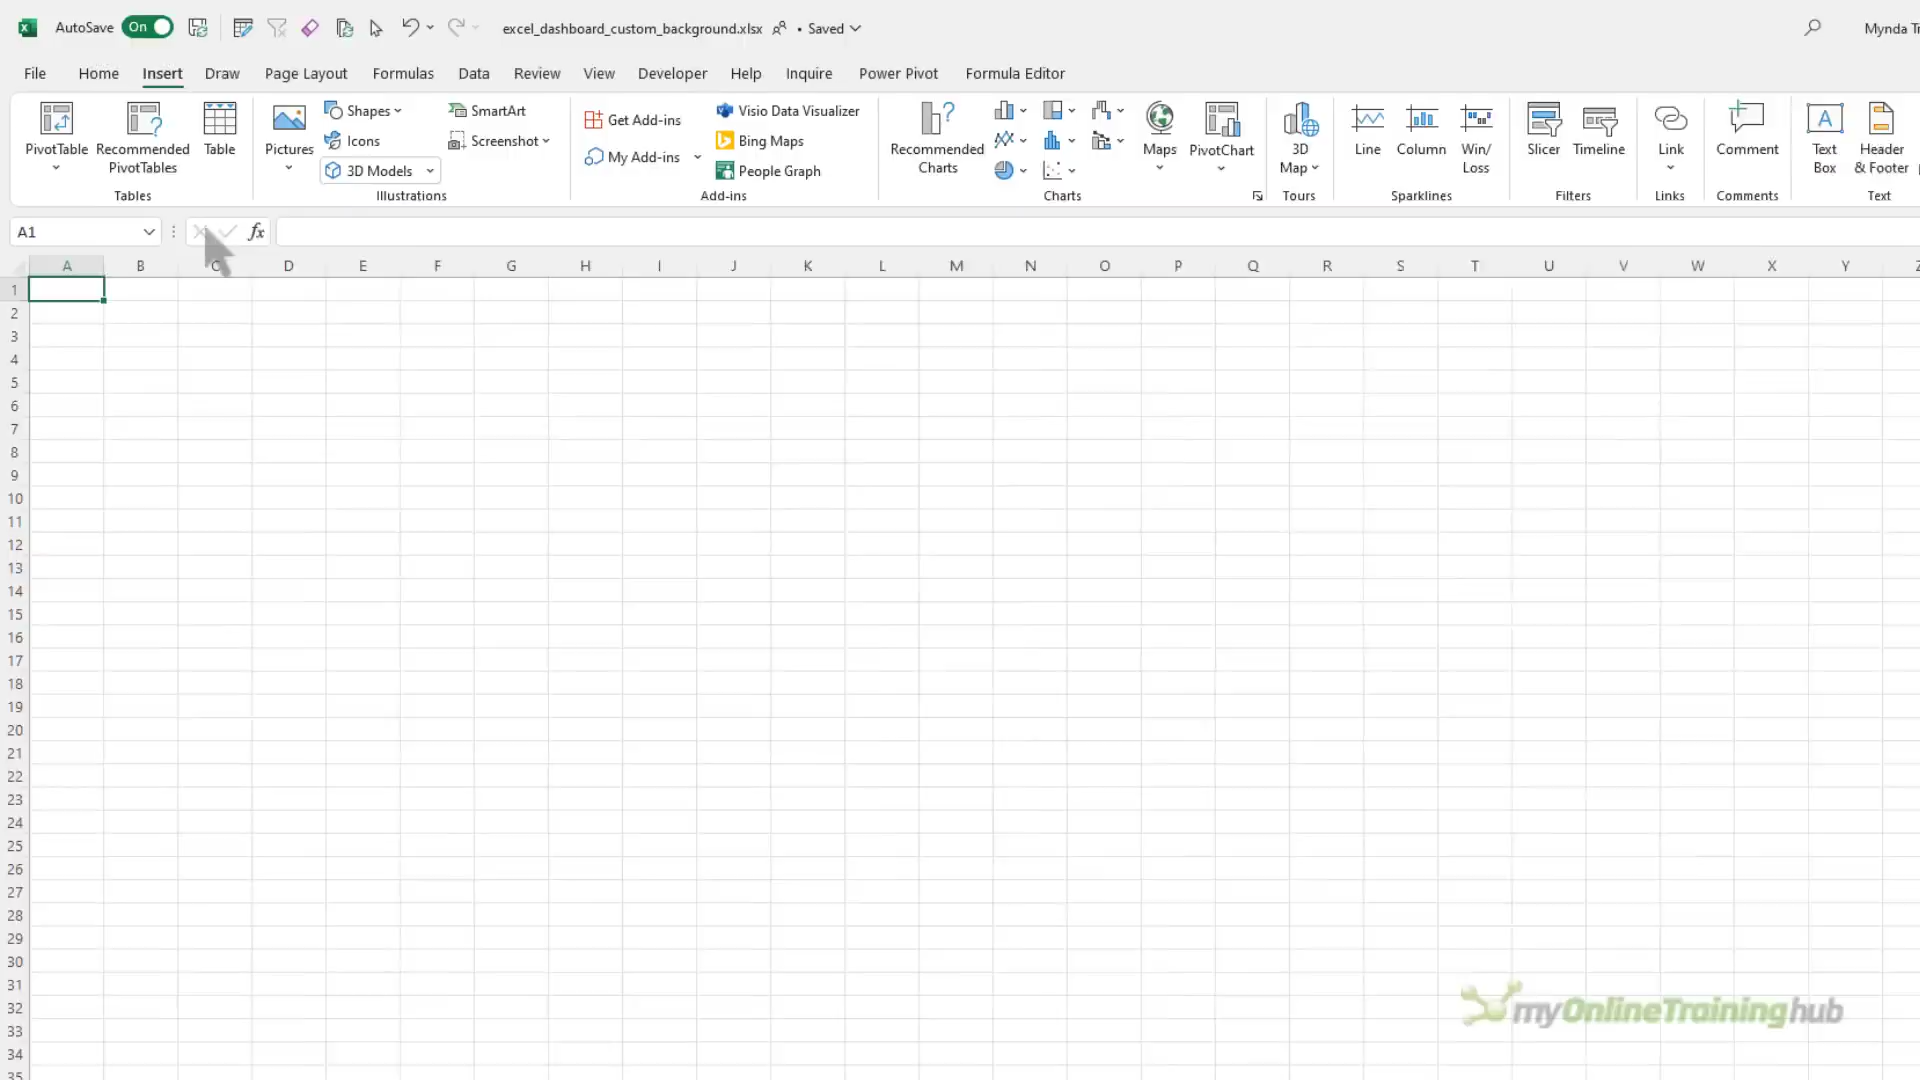 AutoSave On excel_dashboard_custom_background.xlsx • Saved Mynda Tr
File Home Insert Draw Page Layout Formulas Data Review View Developer Help Inquire Power Pivot Formula Editor
PivotTable
Recommended
PivotTables
Table
Tables
Pictures
Shapes
Icons
3D Models
SmartArt
Screenshot
Illustrations
Get Add-ins
My Add-ins
Visio Data Visualizer
Bing Maps
People Graph
Add-ins
Recommended
Charts
Maps
PivotChart
Charts
3D
Map
Tours
Line
Column
Win/
Loss
Sparklines
Slicer
Timeline
Filters
Link
Links
Comment
Comments
Text
Box
Header
& Footer
Text
A1 fx
A B C D E F G H I J K L M N O P Q R S T U V W X Y Z
1
2
3
4
5
6
7
8
9
10
11
12
13
14
15
16
17
18
19
20
21
22
23
24
25
26
27
28
29
30
31
32
33
34
35
myOnlineTraininghub